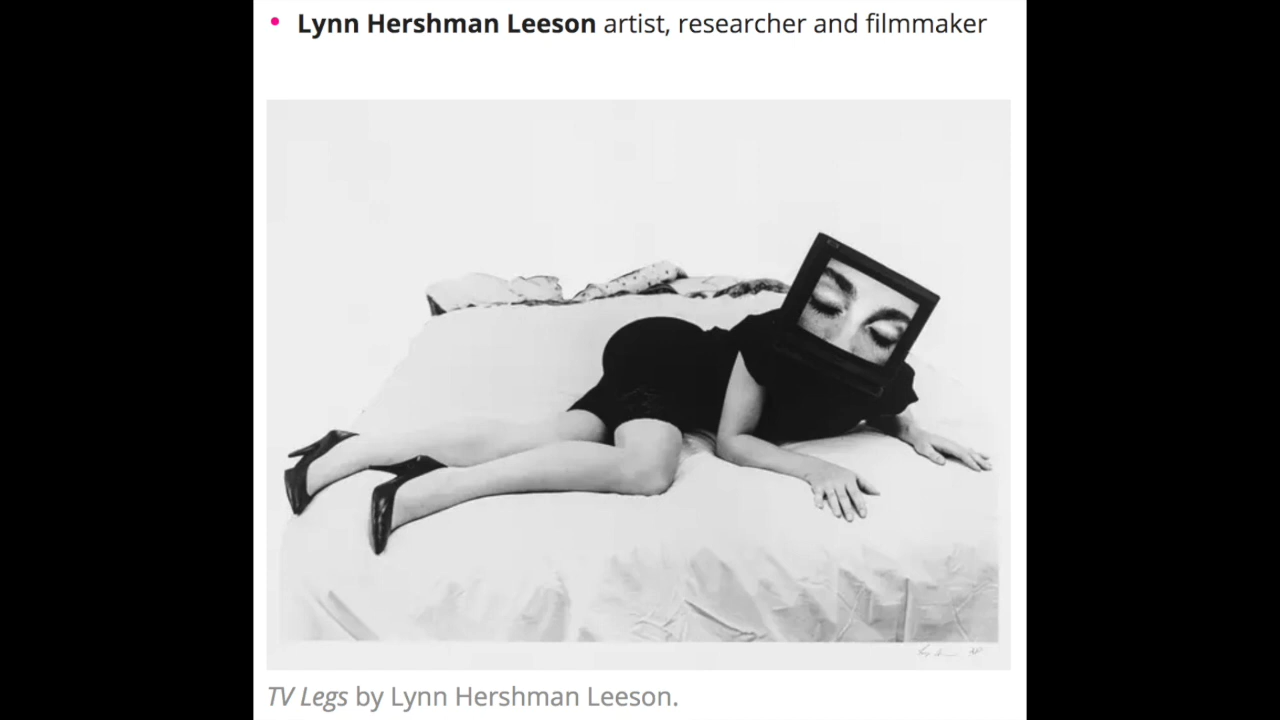 Lynn Hershman Leeson artist, researcher and filmmaker
TV Legs by Lynn Hershman Leeson.